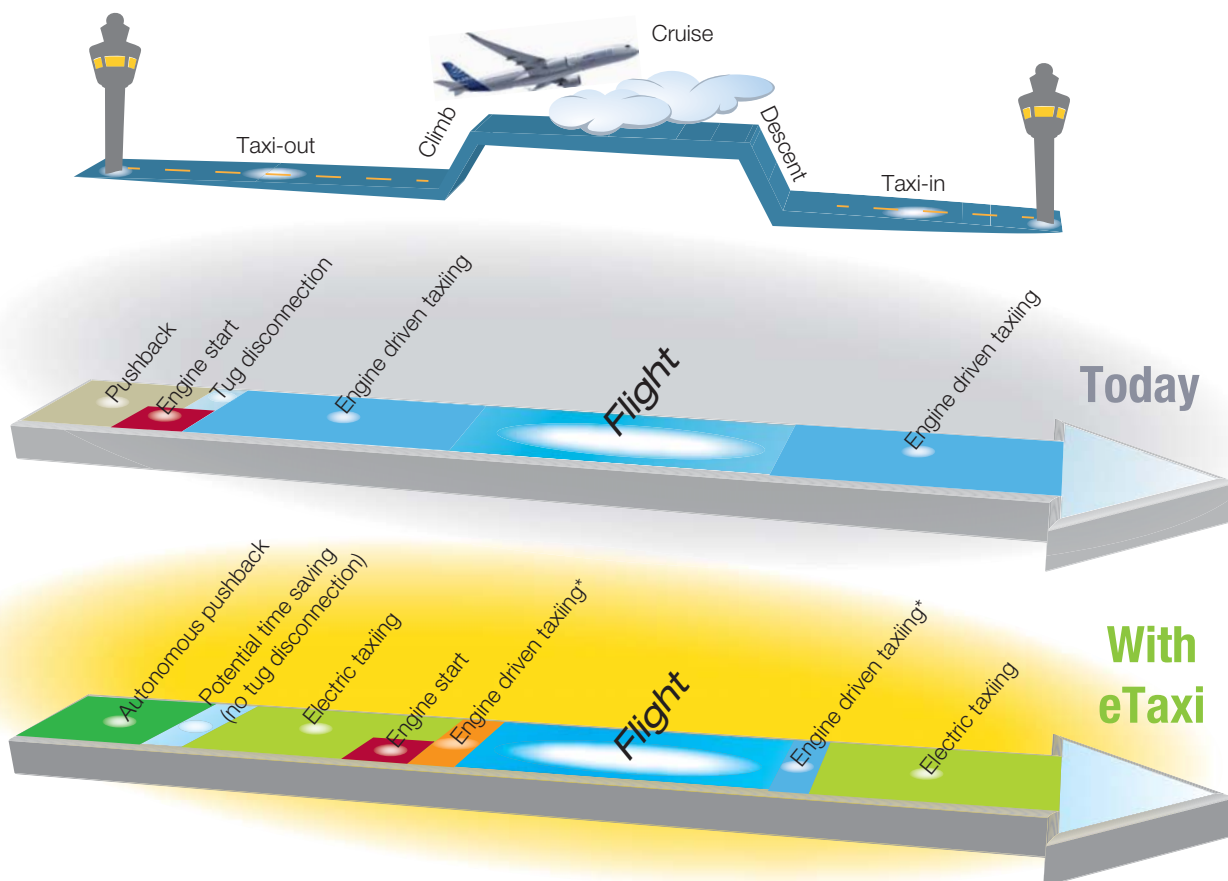 Cruise
Climb
Descent
Taxi-out
Taxi-in
Pushback
Engine start
Tug disconnection
Engine driven taxiing
Flight
Engine driven taxiing
Today
Autonomous pushback
Potential time saving
(no tug disconnection)
Electric taxiing
Engine start
Engine driven taxiing*
Flight
Engine driven taxiing*
Electric taxiing
With
eTaxi